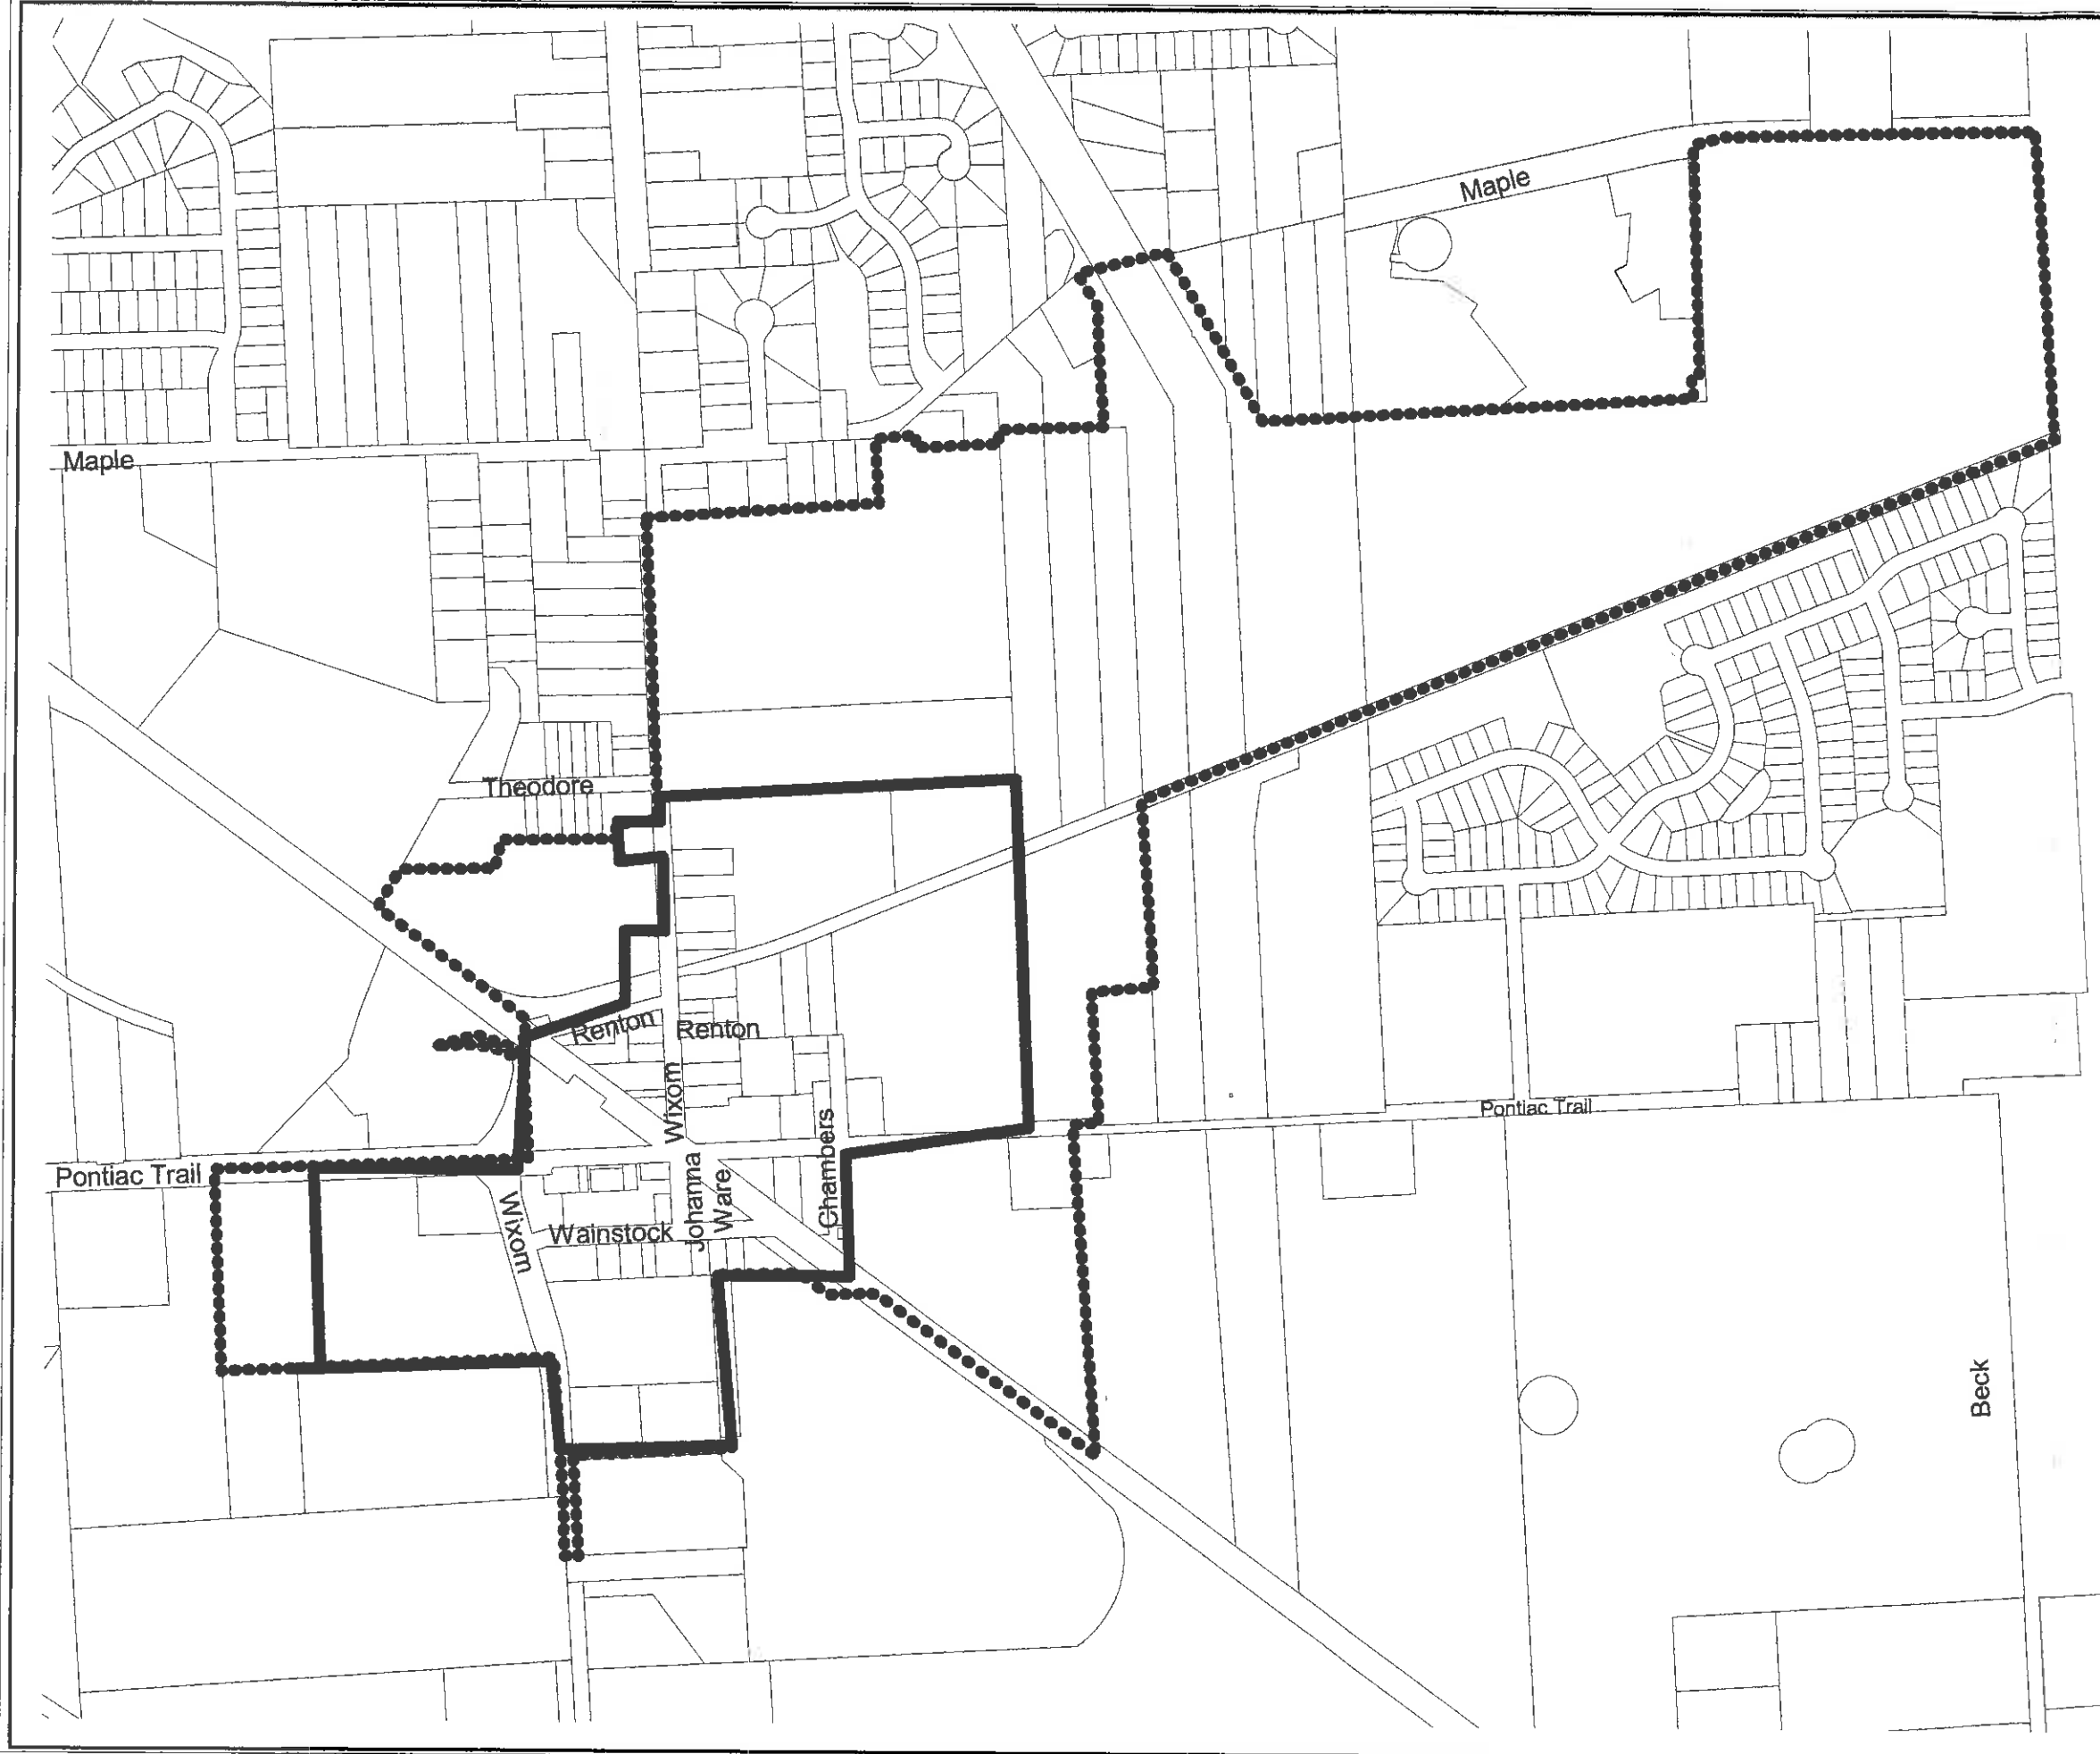 Maple
Maple
Theodore
Renton
Renton
Wixom
Chambers
Pontiac Trail
Pontiac Trail
Johanna
Ware
Wixom
Wainstock
Beck